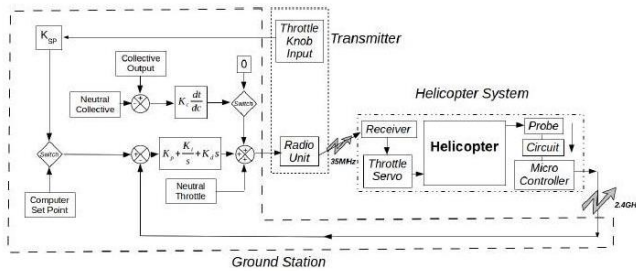 K_SP
Throttle
Knob
Input
Transmitter
Collective
Output
0
Neutral
Collective
K_c dt/dc
Switch
Helicopter System
Switch
K_p + K_i/s + K_d s
Radio
Unit
35MHz
Receiver
Throttle
Servo
Helicopter
Probe
Circuit
Micro
Controller
Neutral
Throttle
Computer
Set Point
2.4GH
Ground Station